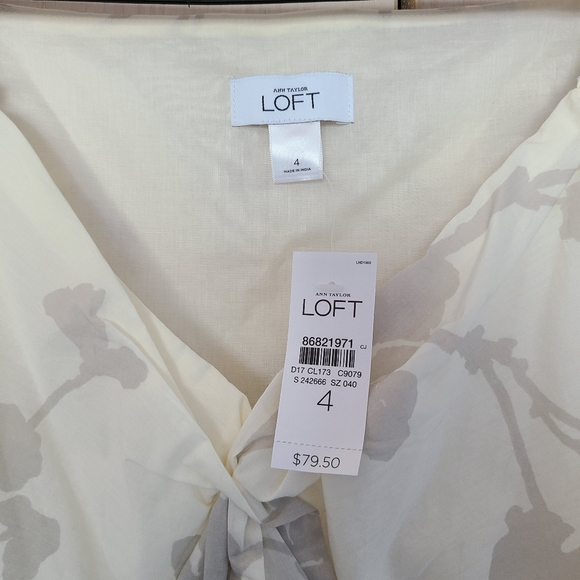 ANN TAYLOR
LOFT
4
MADE IN INDIA
ANN TAYLOR
LOFT
86821971 CJ
D17 CL173 C9079
S 242666 SZ 040
4
$79.50